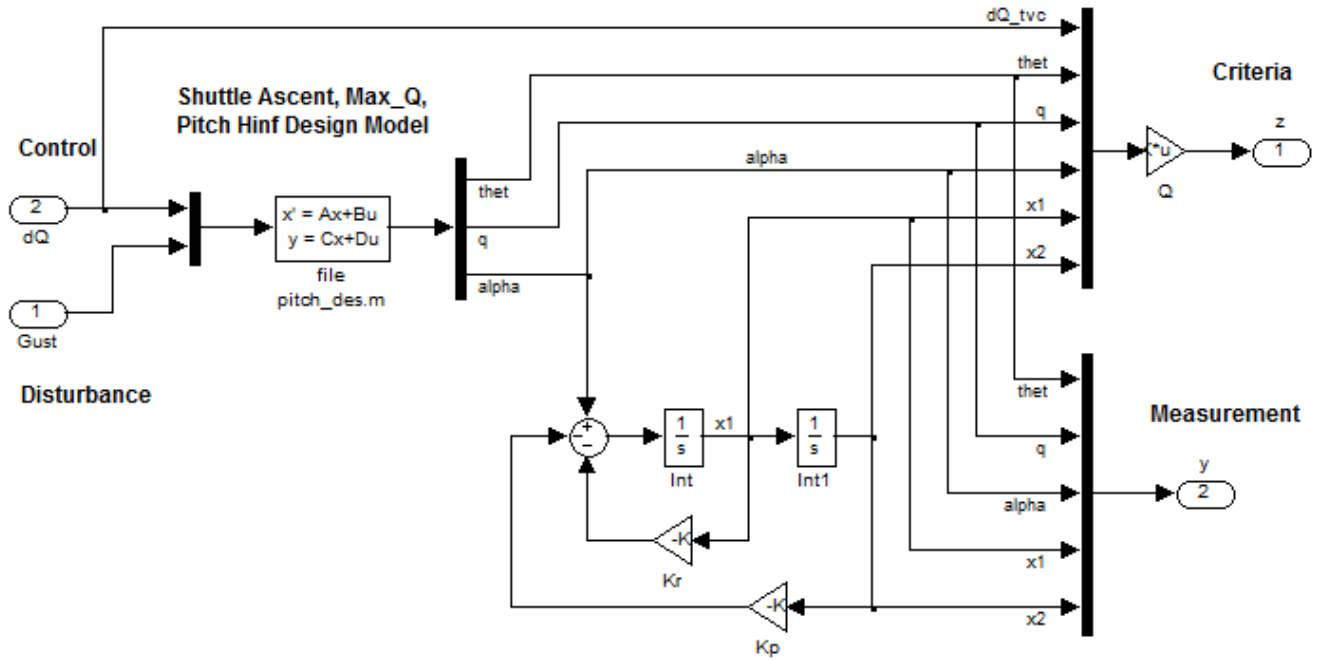 dQ_tvc
thet
Criteria
Shuttle Ascent, Max_Q,
Pitch Hinf Design Model
q
z
1
Control
alpha
K*u
Q
thet
2
dQ
x' = Ax+Bu
y = Cx+Du
q
x1
file
pitch_des.m
alpha
x2
1
Gust
Disturbance
thet
Measurement
+
−
−
1
s
x1
1
s
q
y
2
Int
Int1
alpha
-K
Kr
x1
-K
Kp
x2